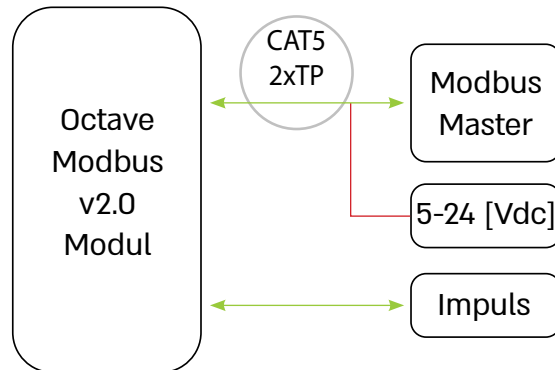 Octave
Modbus
v2.0
Modul
CAT5
2xTP
Modbus
Master
5-24 [Vdc]
Impuls